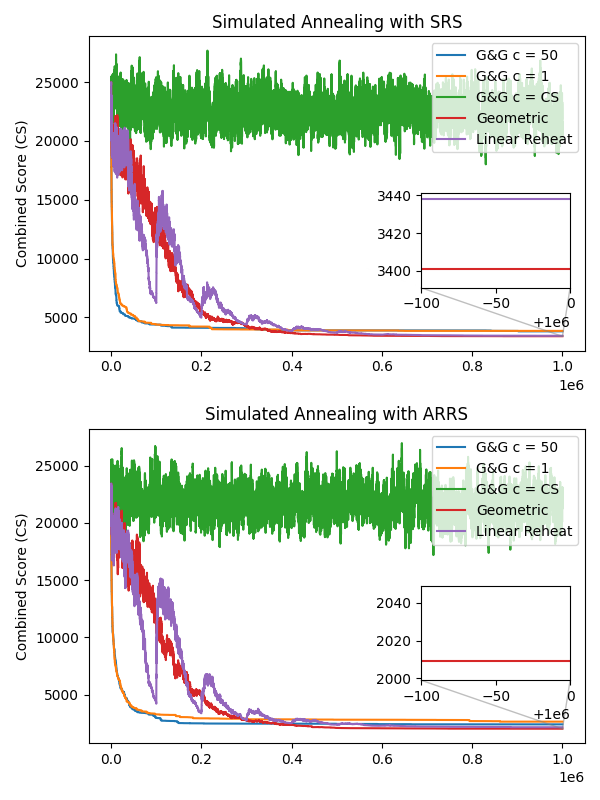 Simulated Annealing with SRS
Combined Score (CS)
25000
20000
15000
10000
5000
G&G c = 50
G&G c = 1
G&G c = CS
Geometric
Linear Reheat
3440
3420
3400
−100
−50
0
+1e6
0.0
0.2
0.4
0.6
0.8
1.0
1e6
Simulated Annealing with ARRS
Combined Score (CS)
25000
20000
15000
10000
5000
G&G c = 50
G&G c = 1
G&G c = CS
Geometric
Linear Reheat
2040
2020
2000
−100
−50
0
+1e6
0.0
0.2
0.4
0.6
0.8
1.0
1e6